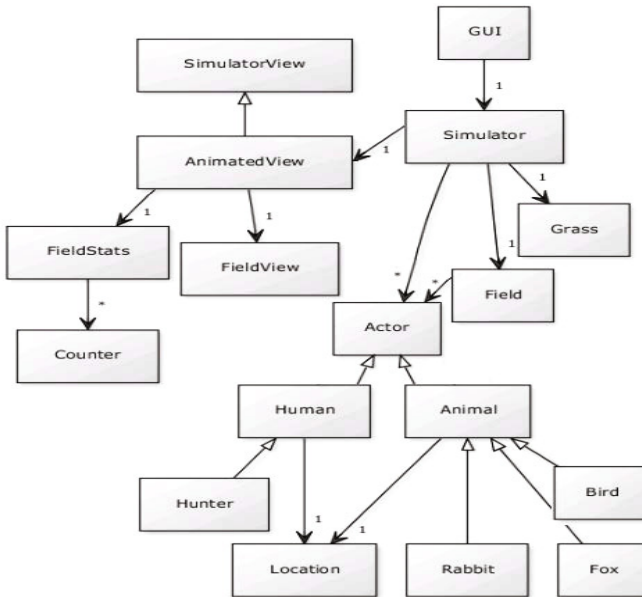 GUI
SimulatorView
1
Simulator
AnimatedView
1
1
1
1
1
Grass
FieldStats
FieldView
*
*
Field
*
Actor
Counter
Human
Animal
Hunter
Bird
1
1
Location
Rabbit
Fox